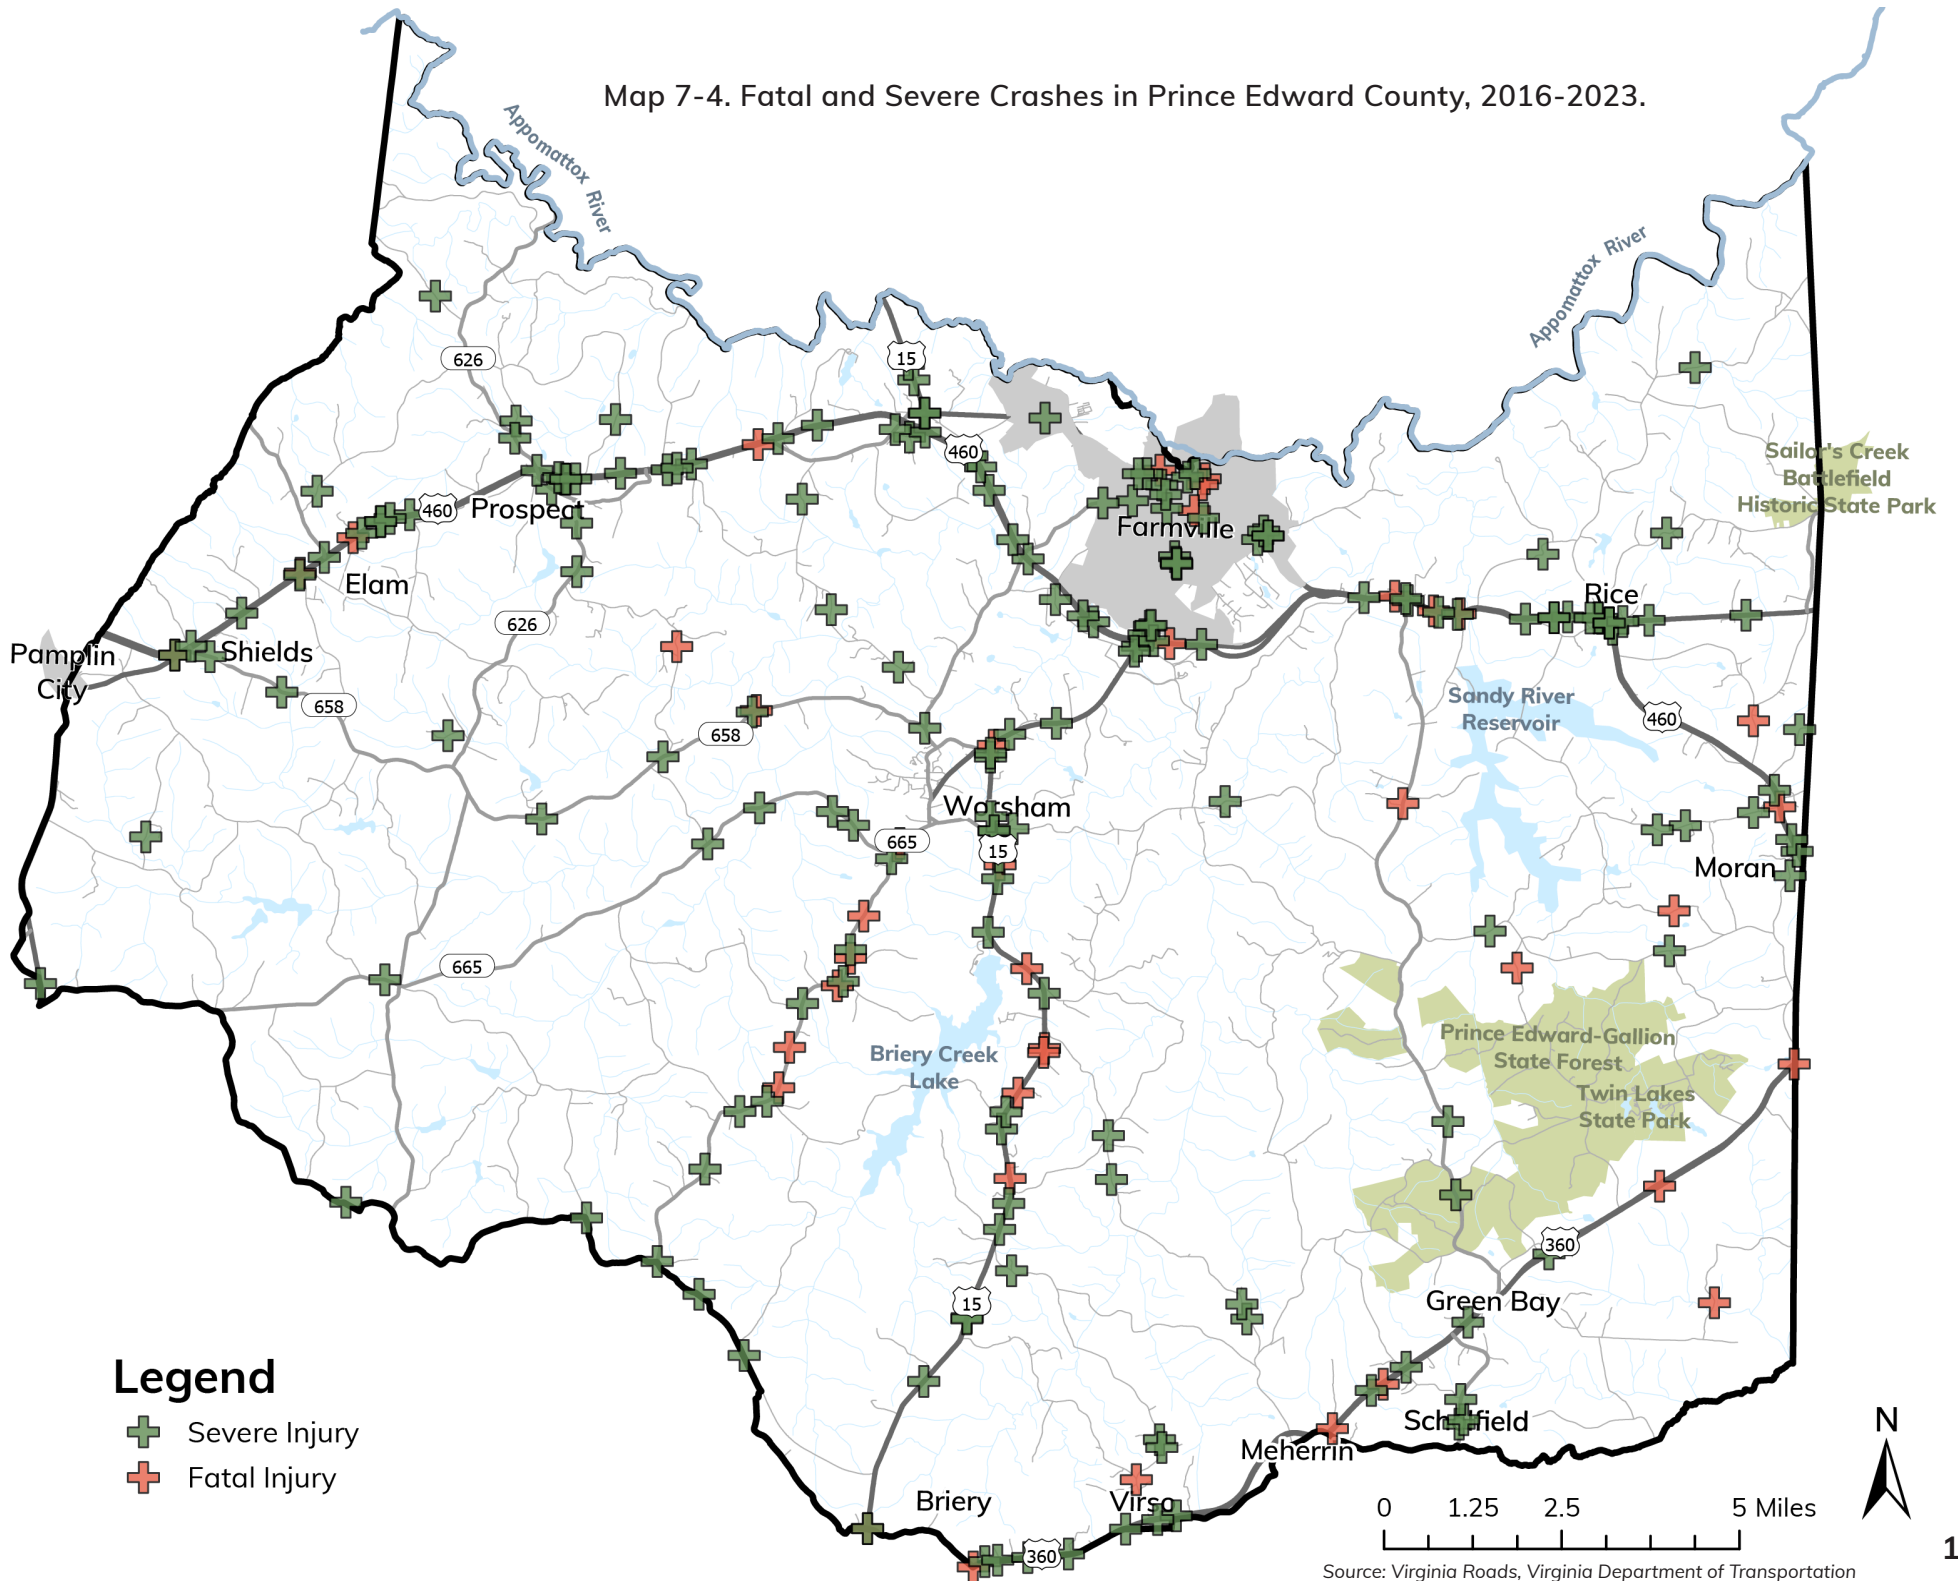 Map 7-4. Fatal and Severe Crashes in Prince Edward County, 2016-2023.
Appomattox River
Appomattox River
626
15
460
Sailor's Creek
Battlefield
Historic State Park
460
Prospect
Farmville
Elam
Rice
626
Pamplin
City
Shields
658
658
Sandy River
Reservoir
460
Worsham
665
15
Moran
665
Briery Creek
Lake
Prince Edward-Gallion
State Forest
Twin Lakes
State Park
360
15
Green Bay
Legend
Severe Injury
Fatal Injury
Meherrin
Briery
360
N
0 1.25 2.5 5 Miles
Source: Virginia Roads, Virginia Department of Transportation
1